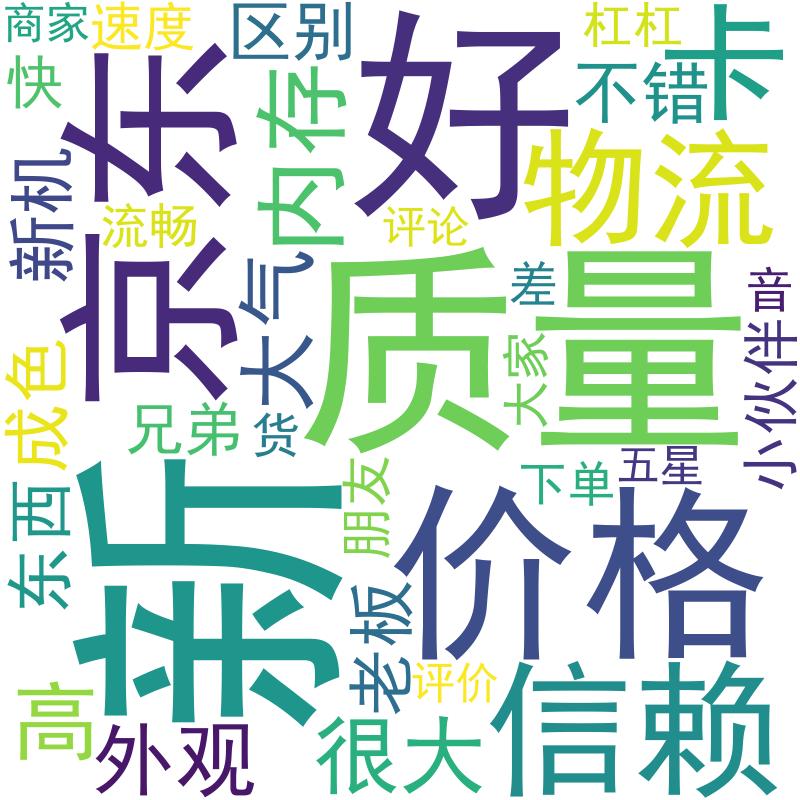 商家
速度
区别
好
杠杠
卡
快
京东
内存
不错
物流
新机
流畅
评论
大气
质量
差
音
大家
小伙伴
成色
兄弟
货
朋友
下单
五星
东西
新
价格
老板
评价
信赖
高
外观
很大